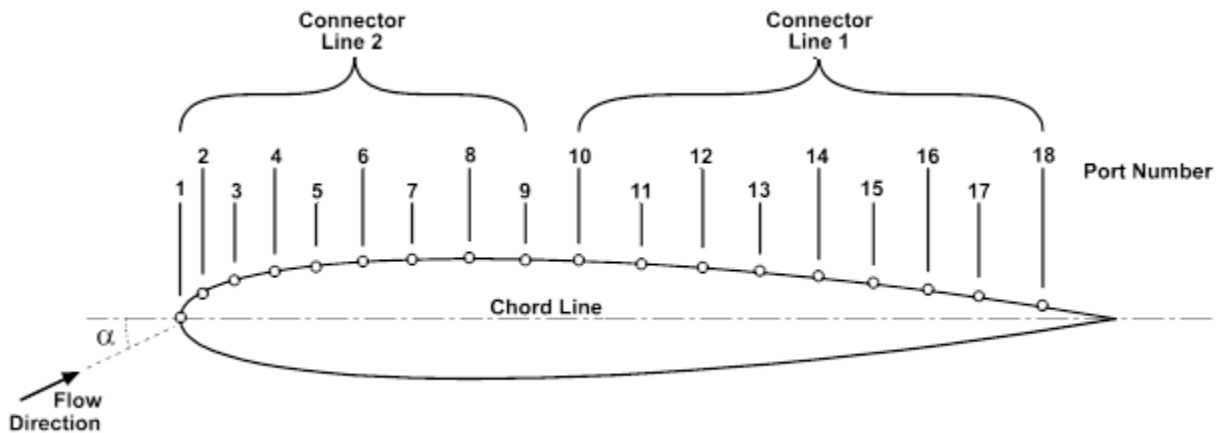 Connector
Line 2
Connector
Line 1
2 4 6 8 10 12 14 16 18 Port Number
1 3 5 7 9 11 13 15 17
Chord Line
α
Flow
Direction